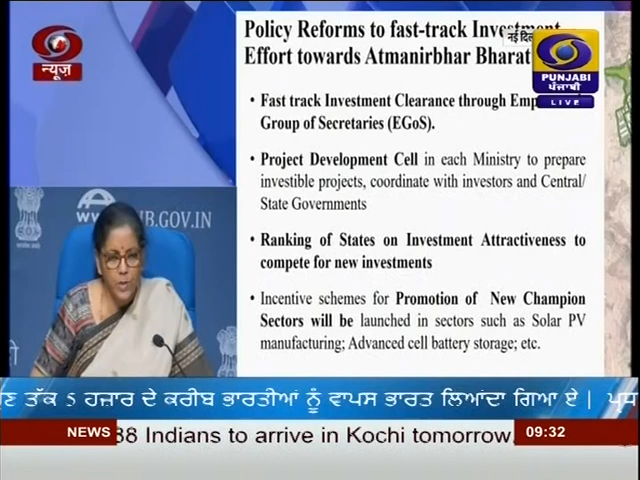 Policy Reforms to fast-track Investment
Effort towards Atmanirbhar Bharat
न्यूज़
PUNJABI
ਪੰਜਾਬੀ
LIVE
• Fast track Investment Clearance through
Group of Secretaries (EGoS).
• Project Development Cell in each Ministry to prepare
investible projects, coordinate with investors and Central/
State Governments
• Ranking of States on Investment Attractiveness to
compete for new investments
• Incentive schemes for Promotion of New Champion
Sectors will be launched in sectors such as Solar PV
manufacturing; Advanced cell battery storage; etc.
.GOV.IN
ਤੱਕ 5 ਹਜ਼ਾਰ ਦੇ ਕਰੀਬ ਭਾਰਤੀਆਂ ਨੂੰ ਵਾਪਸ ਭਾਰਤ ਲਿਆਂਦਾ ਗਿਆ ਏ |
NEWS
88 Indians to arrive in Kochi tomorrow.
09:32